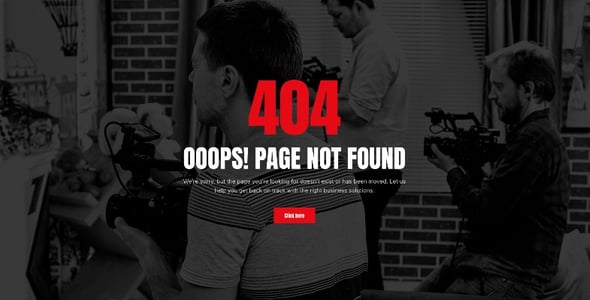 404
OOOPS! PAGE NOT FOUND
We're sorry, but the page you're looking for doesn't exist or has been moved. Let us
help you get back on track with the right business solutions.
Click here